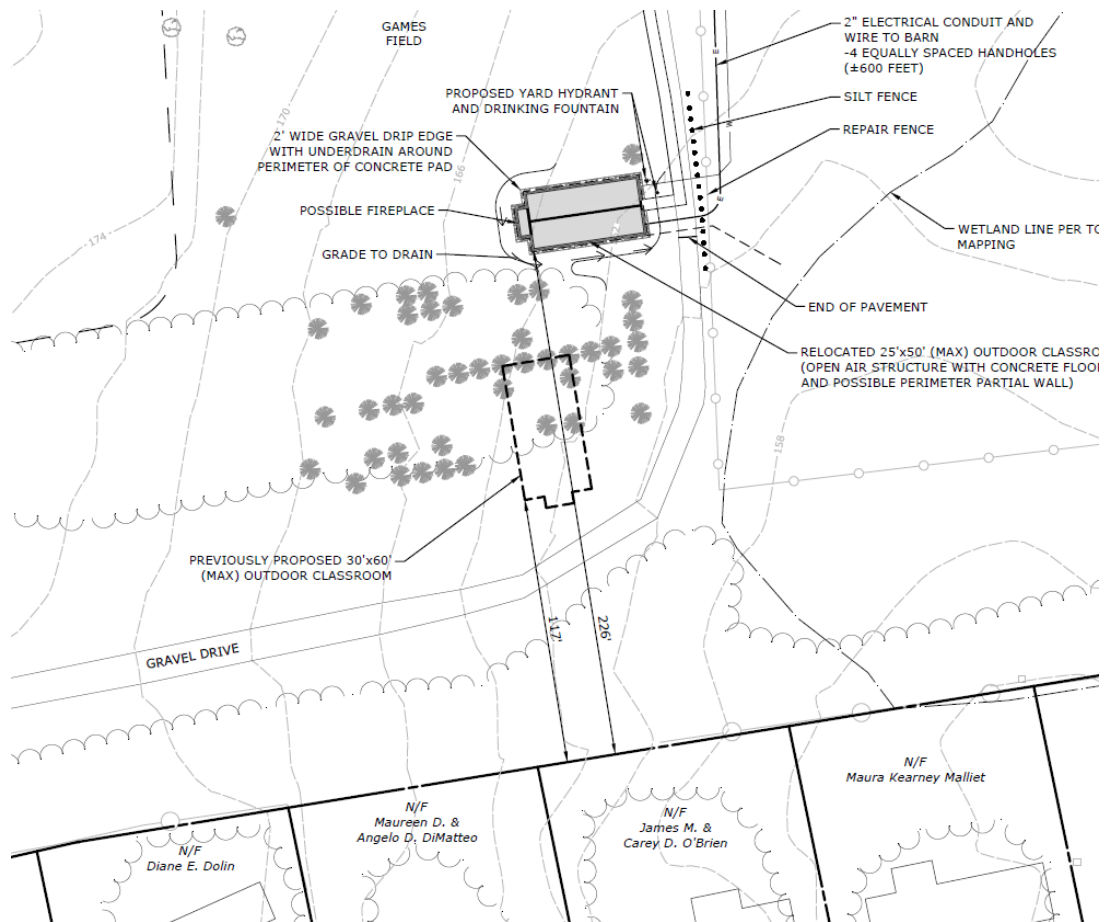 GAMES
FIELD
2" ELECTRICAL CONDUIT AND
WIRE TO BARN
-4 EQUALLY SPACED HANDHOLES
(±600 FEET)
E
PROPOSED YARD HYDRANT
AND DRINKING FOUNTAIN
SILT FENCE
170
2' WIDE GRAVEL DRIP EDGE
WITH UNDERDRAIN AROUND
PERIMETER OF CONCRETE PAD
W
REPAIR FENCE
166
POSSIBLE FIREPLACE
E
174
WETLAND LINE PER TO
MAPPING
GRADE TO DRAIN
END OF PAVEMENT
RELOCATED 25'x50' (MAX) OUTDOOR CLASSRO
(OPEN AIR STRUCTURE WITH CONCRETE FLOOR
AND POSSIBLE PERIMETER PARTIAL WALL)
158
PREVIOUSLY PROPOSED 30'x60'
(MAX) OUTDOOR CLASSROOM
117'
226'
GRAVEL DRIVE
N/F
Maura Kearney Malliet
N/F
Maureen D. &
Angelo D. DiMatteo
N/F
James M. &
Carey D. O'Brien
N/F
Diane E. Dolin